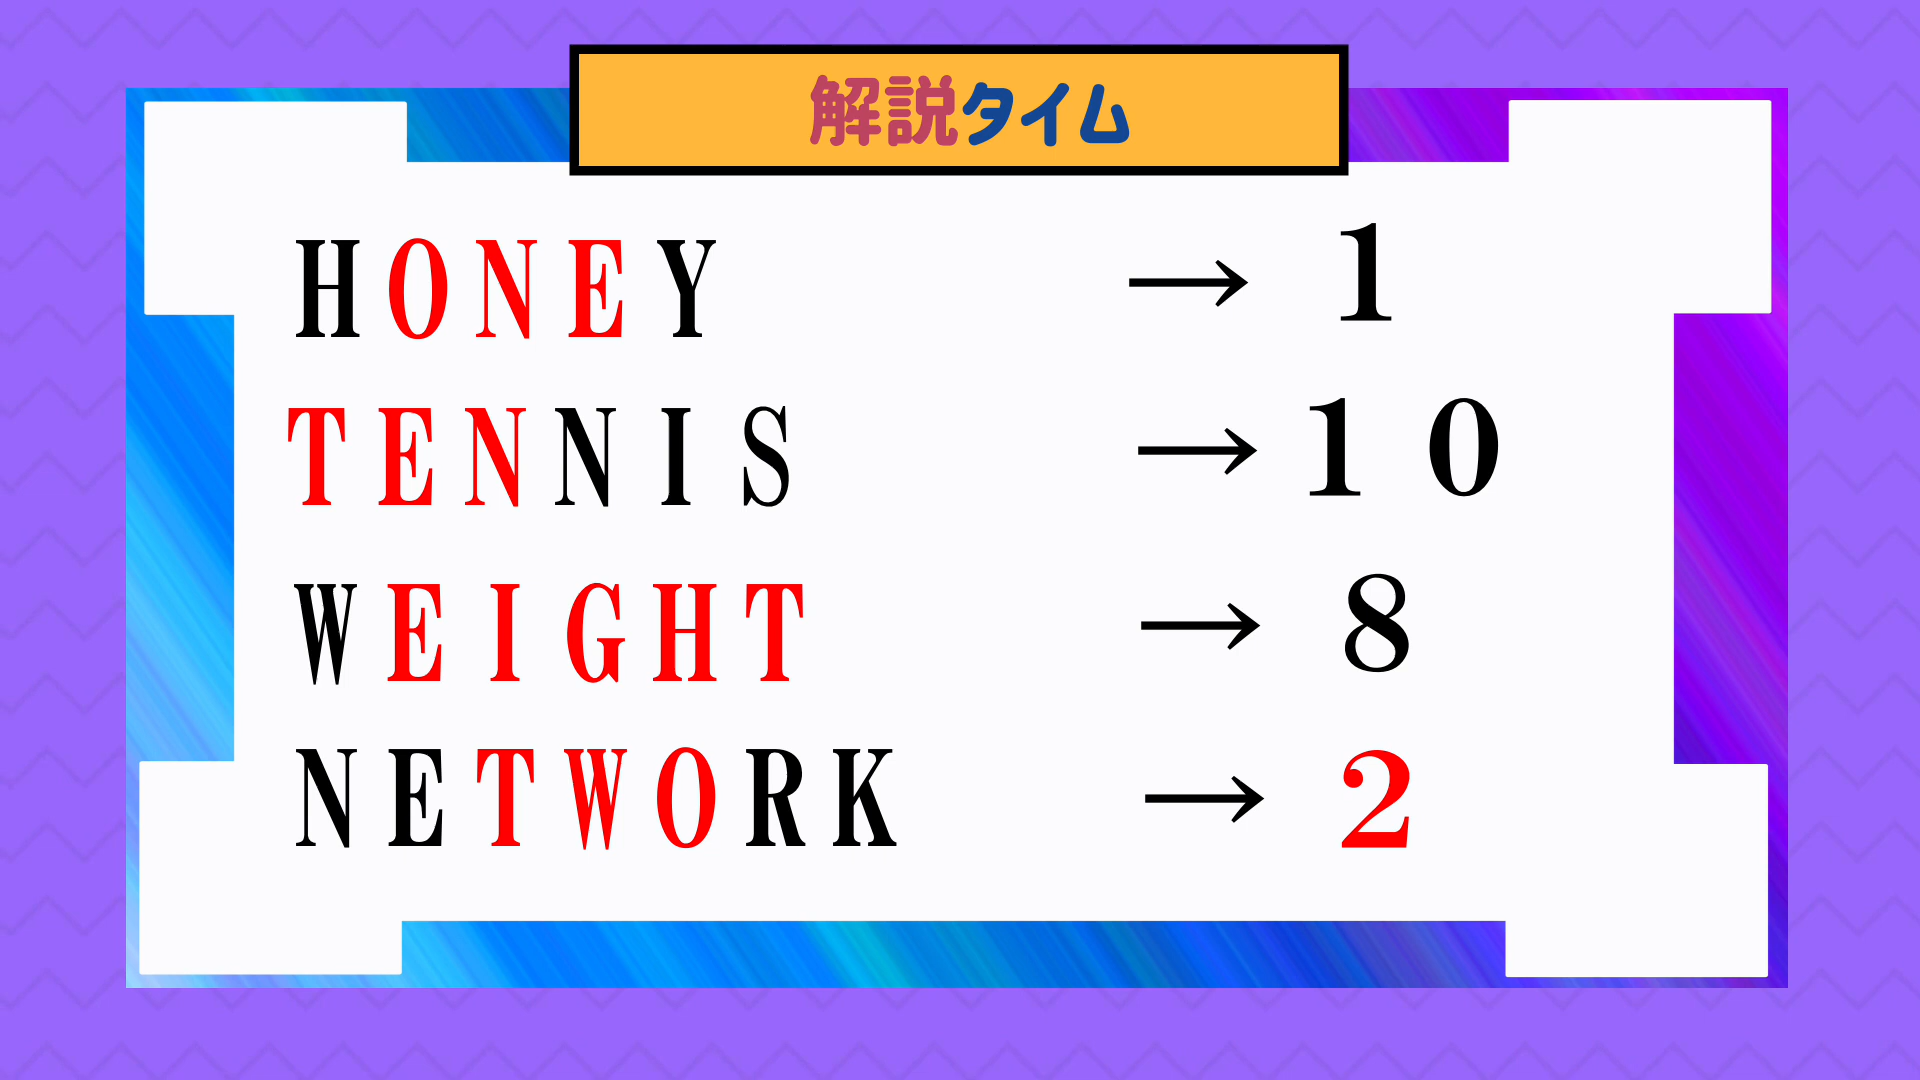 解説タイム
HONEY → 1
TENNIS → 10
WEIGHT → 8
NETWORK → 2